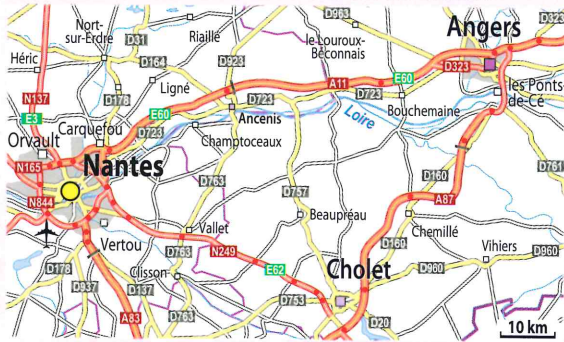 Nort-
sur-Erdre
D31
Riaillé
D963
le-Louroux-
Béconnais
Angers
D323
Héric
D164
D923
D323
N137
D178
Ligné
D723
A11
E60
les Ponts-
de-Cé
E3
E60
Ancenis
D723
Loire
Bouchemaine
Orvault
Carquefou
D723
Champtoceaux
N165
Nantes
D763
D757
D160
D761
A87
N844
Vallet
Beaupréau
Chemillé
Vertou
D763
N249
D160
Vihiers
D960
D178
Clisson
E62
Cholet
D960
D937
D137
D753
A83
D763
D20
10 km